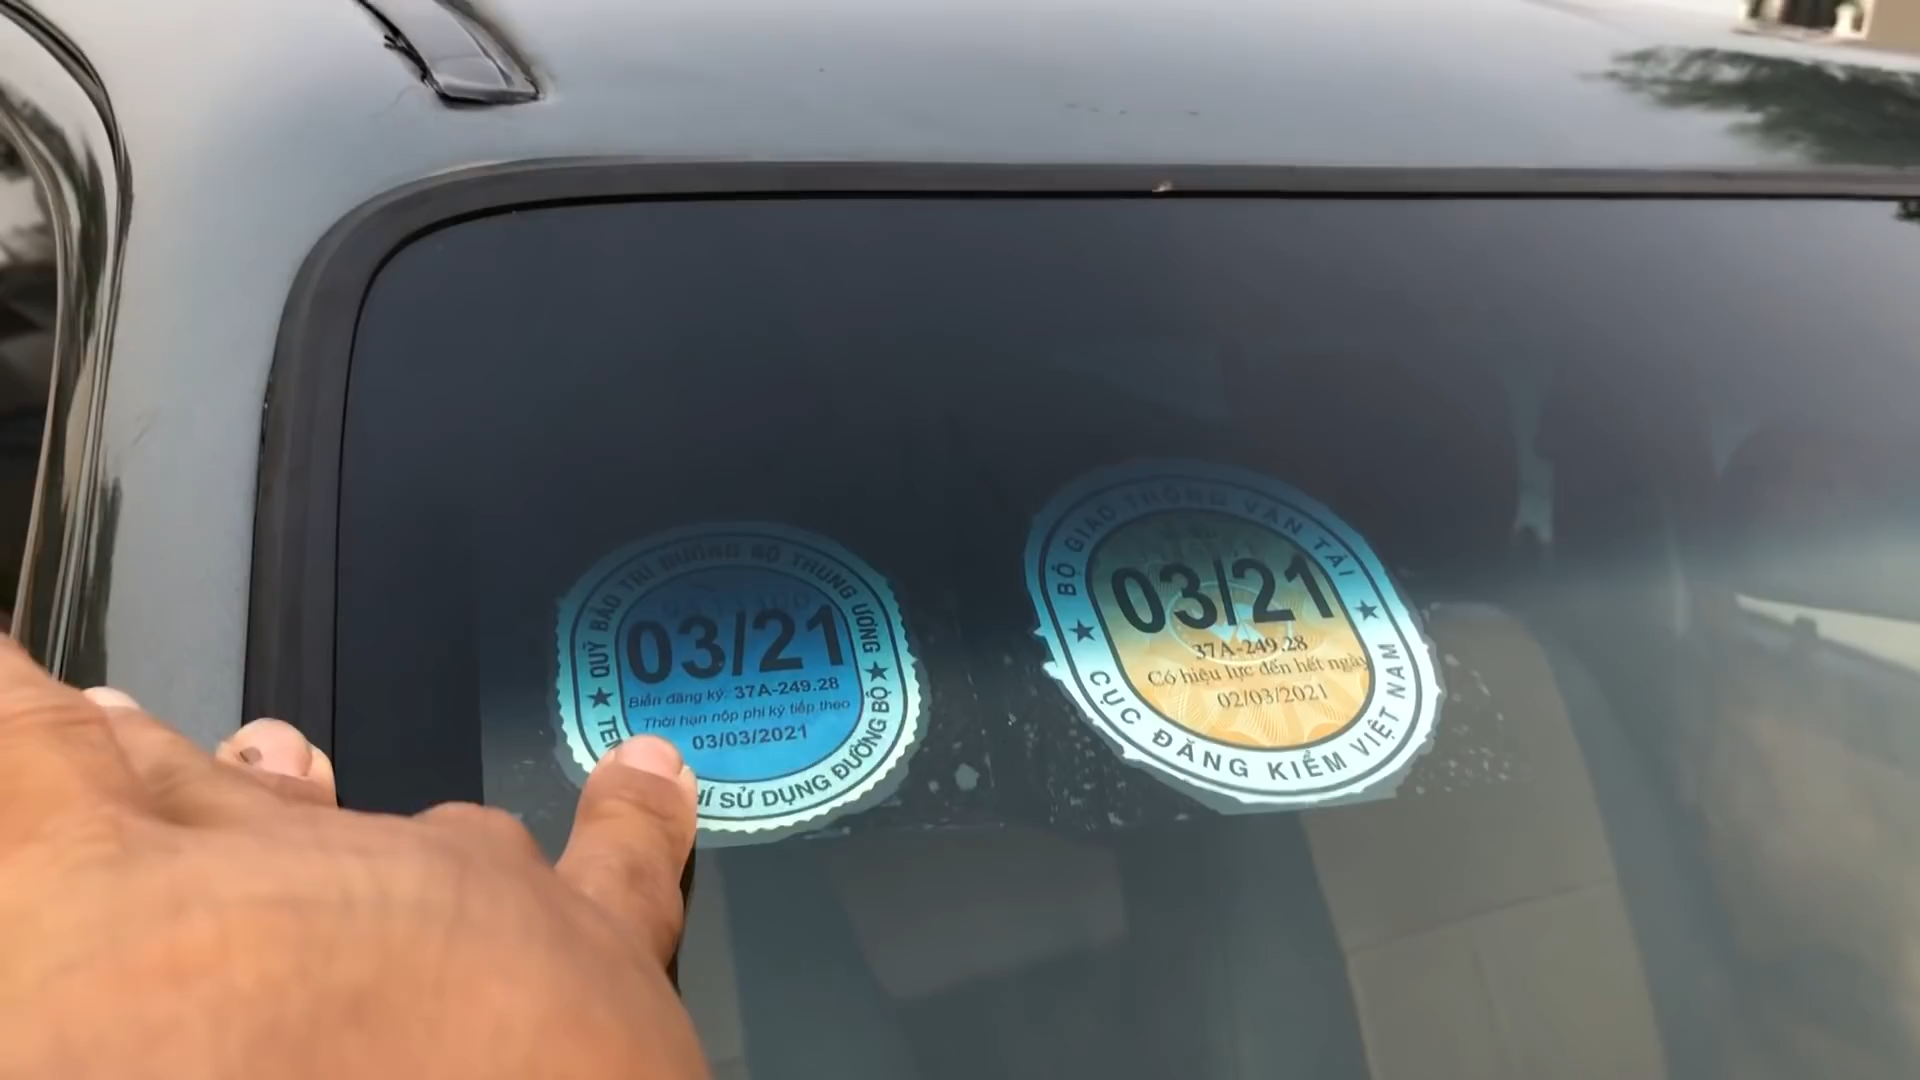 QUỸ BẢO TRÌ ĐƯỜNG BỘ TRUNG ƯƠNG
03/21
Biển đăng ký: 37A-249.28
Thời hạn nộp phí kỳ tiếp theo
03/03/2021
SỬ DỤNG ĐƯỜNG BỘ
BỘ GIAO THÔNG VẬN TẢI
03/21
37A-249.28
Có hiệu lực đến hết ngày
02/03/2021
CỤC ĐĂNG KIỂM VIỆT NAM